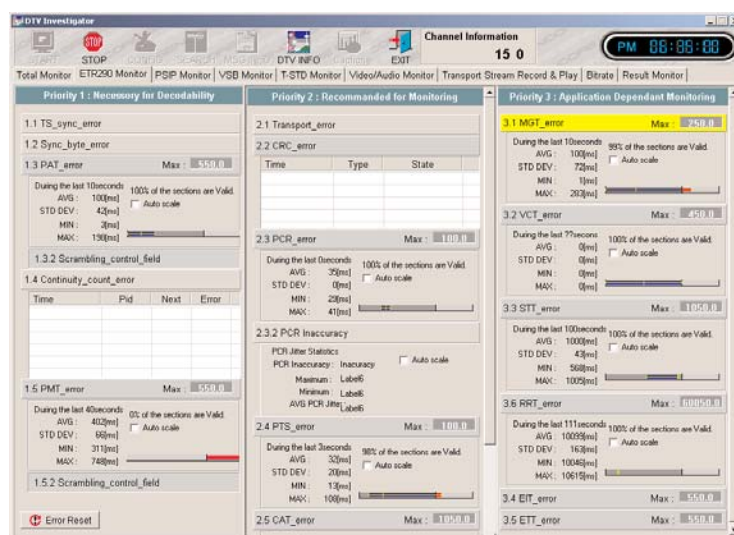 DTV Investigator
START
STOP
CONFIG
SEARCH
MSG INFO
DTV INFO
Capture
EXIT
Channel Information
15 0
PM 08:08:00
Total Monitor ETR290 Monitor PSIP Monitor VSB Monitor T-STD Monitor Video/Audio Monitor Transport Stream Record & Play Bitrate Result Monitor
Priority 1 : Necessary for Decodability
1.1 TS_sync_error
1.2 Sync_byte_error
1.3 PAT_error Max : 550.0
During the last 10seconds 100% of the sections are Valid.
AVG : 100[ms] Auto scale
STD DEV : 42[ms]
MIN : 3[ms]
MAX : 196[ms]
1.3.2 Scrambling_control_field
1.4 Continuity_count_error
Time Pid Next Error
1.5 PMT_error Max : 550.0
During the last 40seconds 0% of the sections are Valid.
AVG : 402[ms] Auto scale
STD DEV : 66[ms]
MIN : 311[ms]
MAX : 748[ms]
1.5.2 Scrambling_control_field
Error Reset
Priority 2 : Recommanded for Monitoring
2.1 Transport_error
2.2 CRC_error
Time Type State
2.3 PCR_error Max : 100.0
During the last 0seconds 100% of the sections are Valid.
AVG : 35[ms] Auto scale
STD DEV : 0[ms]
MIN : 29[ms]
MAX : 41[ms]
2.3.2 PCR Inaccuracy
PCR Jitter Statistics
PCR Inaccuracy : Inacuracy Auto scale
Maximum : Label6
Minimum : Label6
AVG PCR Jitter : Label6
2.4 PTS_error Max : 100.0
During the last 3seconds 98% of the sections are Valid.
AVG : 32[ms] Auto scale
STD DEV : 20[ms]
MIN : 13[ms]
MAX : 108[ms]
2.5 CAT_error Max : 1050.0
Priority 3 : Application Dependant Monitoring
3.1 MGT_error Max : 250.0
During the last 10seconds 99% of the sections are Valid.
AVG : 100[ms] Auto scale
STD DEV : 72[ms]
MIN : 1[ms]
MAX : 283[ms]
3.2 VCT_error Max : 450.0
During the last ??secons 100% of the sections are Valid.
AVG : 0[ms] Auto scale
STD DEV : 0[ms]
MIN : 0[ms]
MAX : 0[ms]
3.3 STT_error Max : 1050.0
During the last 100seconds 100% of the sections are Valid.
AVG : 1000[ms] Auto scale
STD DEV : 43[ms]
MIN : 568[ms]
MAX : 1005[ms]
3.6 RRT_error Max : 60050.0
During the last 111seconds 100% of the sections are Valid.
AVG : 10099[ms] Auto scale
STD DEV : 163[ms]
MIN : 10046[ms]
MAX : 10615[ms]
3.4 EIT_error Max : 550.0
3.5 ETT_error Max : 550.0